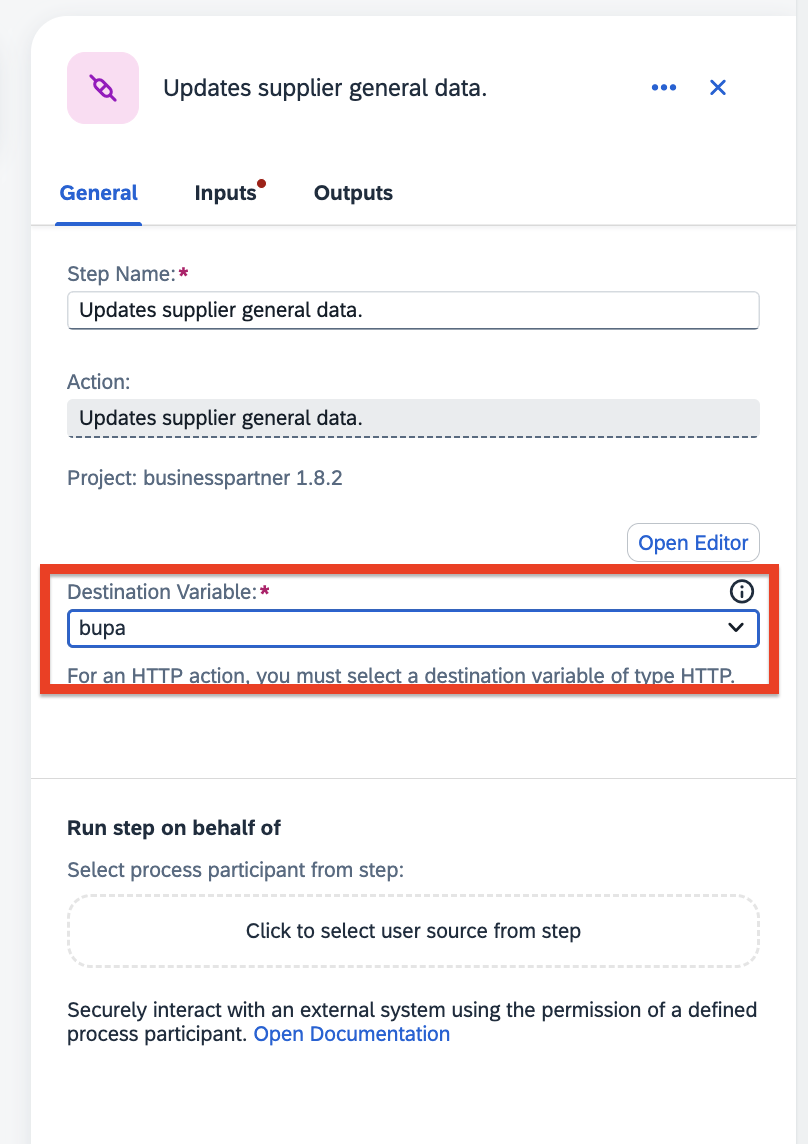 Updates supplier general data.
General Inputs Outputs
Step Name:*
Updates supplier general data.
Action:
Updates supplier general data.
Project: businesspartner 1.8.2
Open Editor
Destination Variable:*
bupa
For an HTTP action, you must select a destination variable of type HTTP.
Run step on behalf of
Select process participant from step:
Click to select user source from step
Securely interact with an external system using the permission of a defined
process participant. Open Documentation